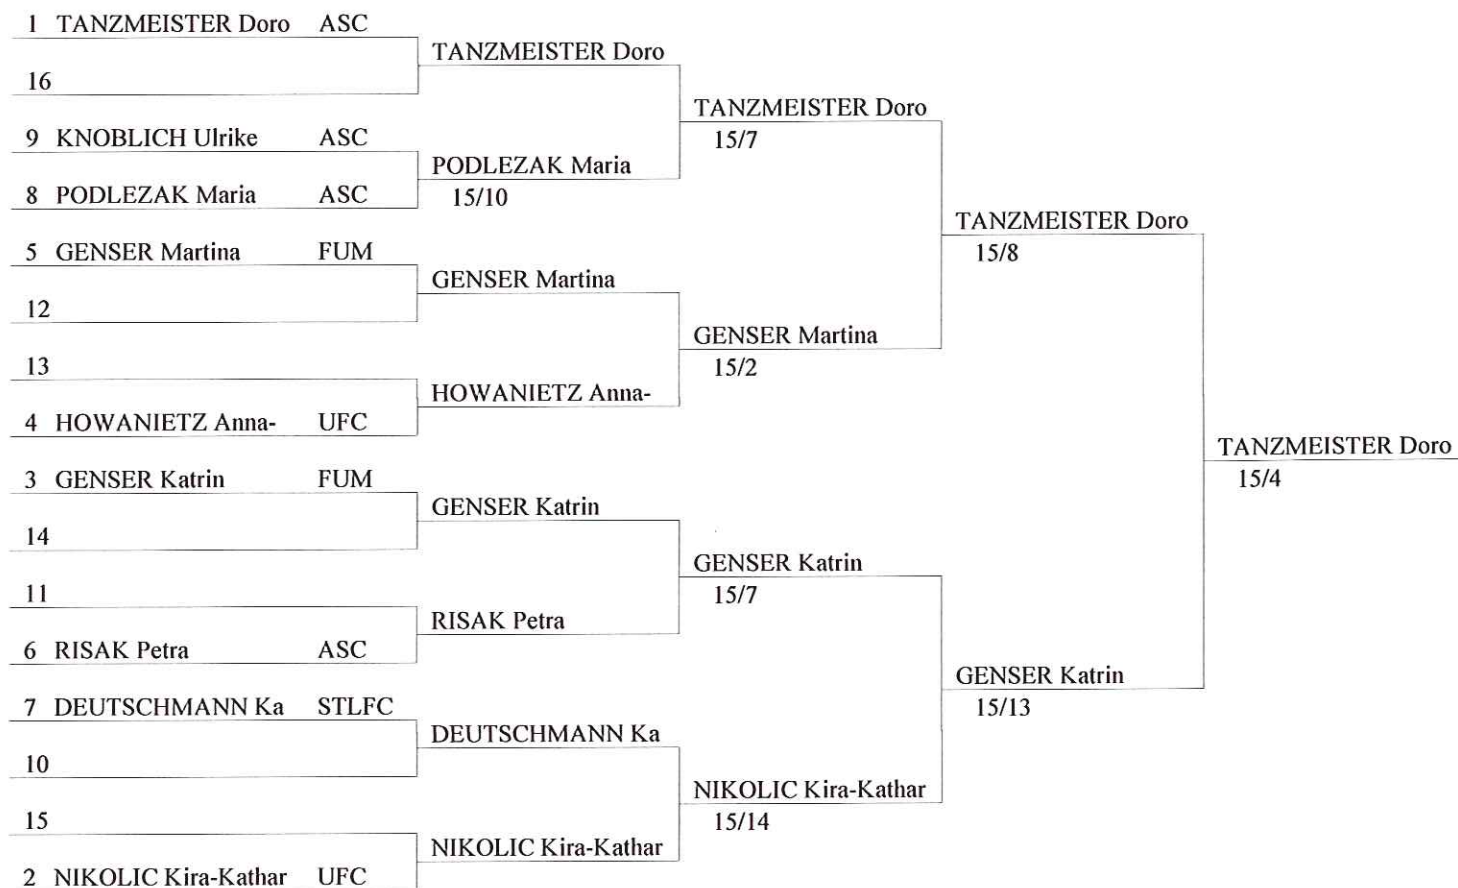 1 TANZMEISTER Doro ASC
16
9 KNOBLICH Ulrike ASC
8 PODLEZAK Maria ASC
5 GENSER Martina FUM
12
13
4 HOWANIETZ Anna- UFC
3 GENSER Katrin FUM
14
11
6 RISAK Petra ASC
7 DEUTSCHMANN Ka STLFC
10
15
2 NIKOLIC Kira-Kathar UFC
TANZMEISTER Doro
PODLEZAK Maria
15/10
GENSER Martina
HOWANIETZ Anna-
GENSER Katrin
RISAK Petra
DEUTSCHMANN Ka
NIKOLIC Kira-Kathar
TANZMEISTER Doro
15/7
GENSER Martina
15/2
GENSER Katrin
15/7
NIKOLIC Kira-Kathar
15/14
TANZMEISTER Doro
15/8
GENSER Katrin
15/13
TANZMEISTER Doro
15/4